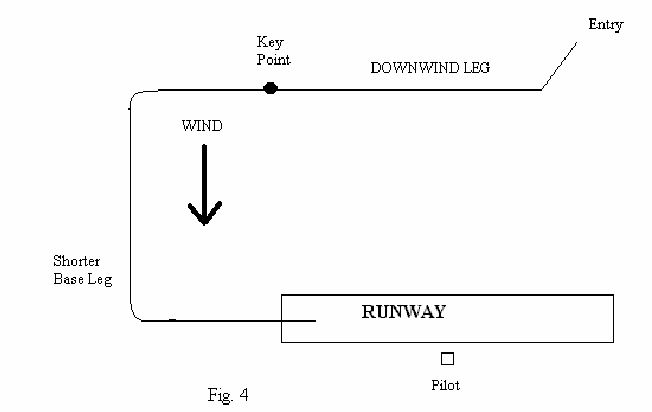 Entry
Key
Point
DOWNWIND LEG
WIND
Shorter
Base Leg
RUNWAY
Pilot
Fig. 4